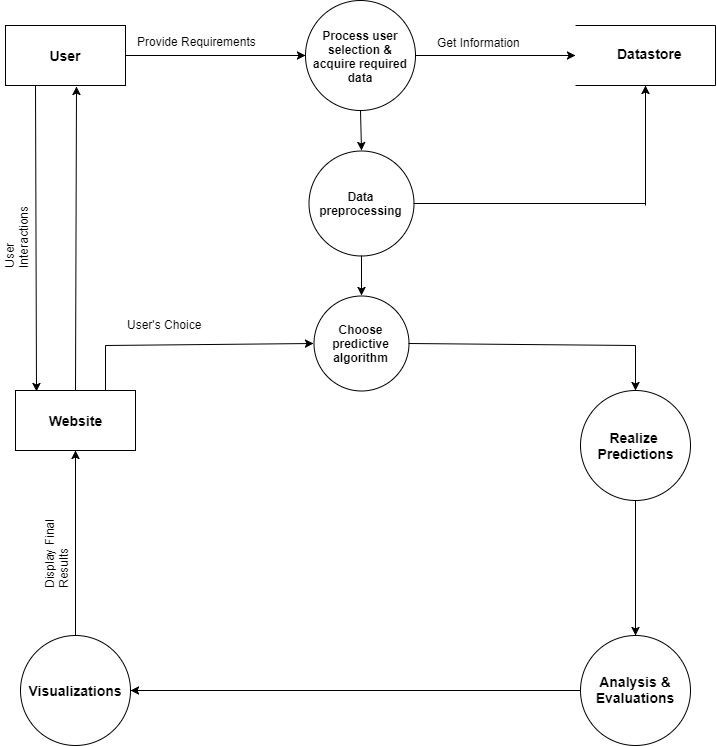 User
Provide Requirements
Process user
selection &
acquire required
data
Get Information
Datastore
Data
preprocessing
User
Interactions
User's Choice
Choose
predictive
algorithm
Website
Realize
Predictions
Display Final
Results
Visualizations
Analysis &
Evaluations